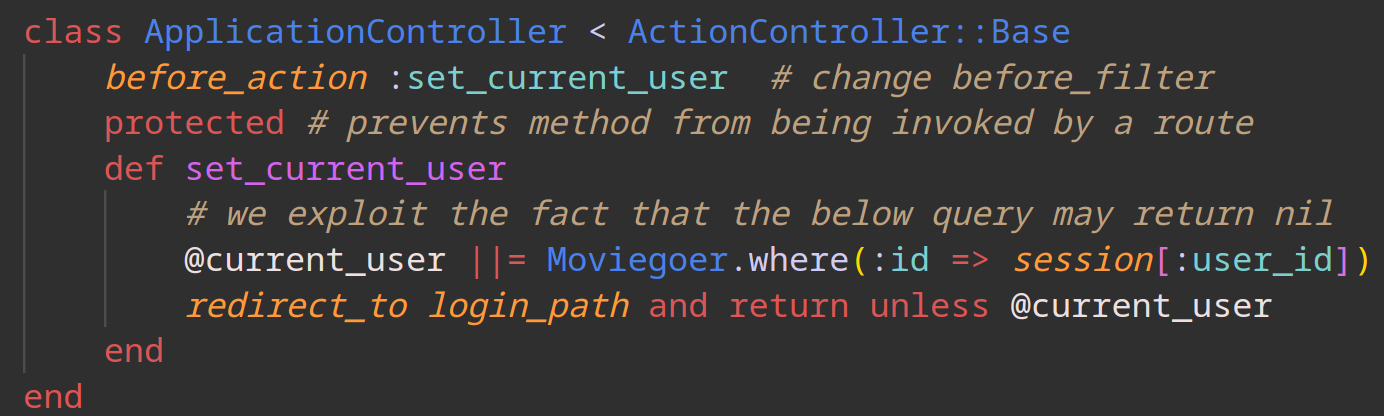 class ApplicationController < ActionController::Base
    before_action :set_current_user  # change before_filter
    protected # prevents method from being invoked by a route
    def set_current_user
        # we exploit the fact that the below query may return nil
        @current_user ||= Moviegoer.where(:id => session[:user_id])
        redirect_to login_path and return unless @current_user
    end
end